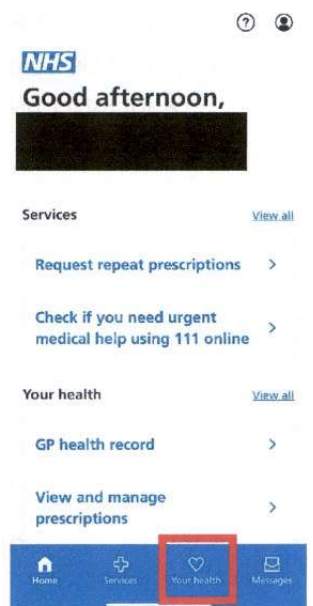 NHS
Good afternoon,
Services
View all
Request repeat prescriptions
Check if you need urgent
medical help using 111 online
Your health
View all
GP health record
View and manage
prescriptions
Home
Services
Your health
Messages